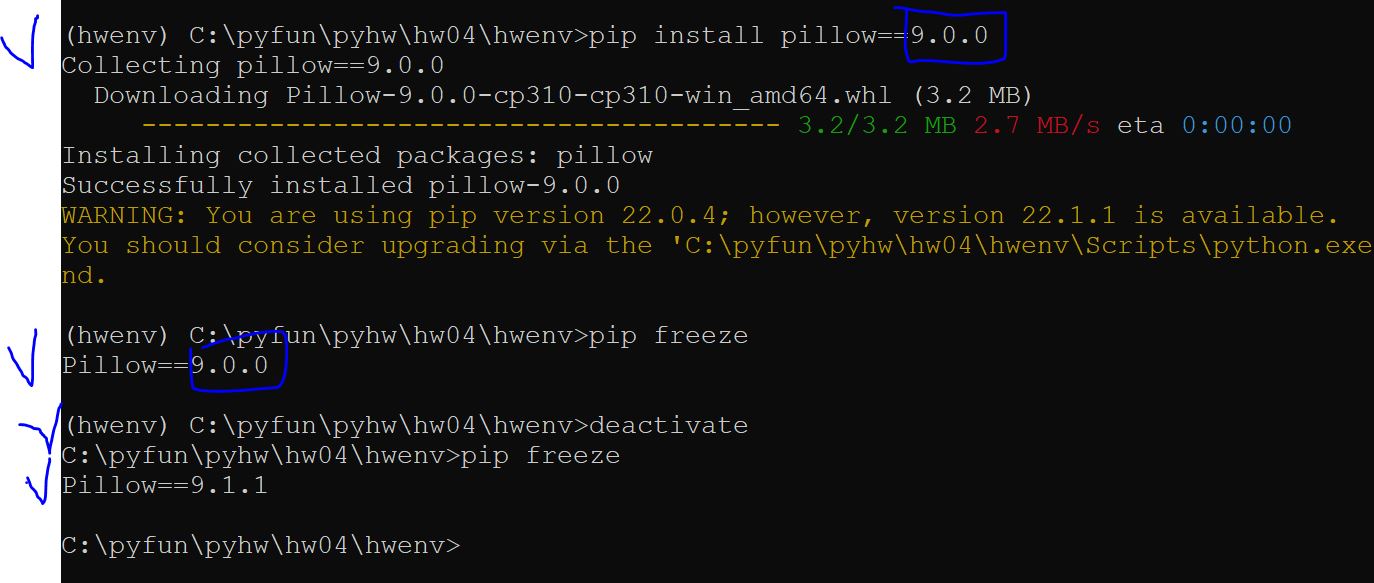 (hwenv) C:\pyfun\pyhw\hw04\hwenv>pip install pillow==9.0.0
Collecting pillow==9.0.0
  Downloading Pillow-9.0.0-cp310-cp310-win_amd64.whl (3.2 MB)
     ---------------------------------------- 3.2/3.2 MB 2.7 MB/s eta 0:00:00
Installing collected packages: pillow
Successfully installed pillow-9.0.0
WARNING: You are using pip version 22.0.4; however, version 22.1.1 is available.
You should consider upgrading via the 'C:\pyfun\pyhw\hw04\hwenv\Scripts\python.exe
nd.
(hwenv) C:\pyfun\pyhw\hw04\hwenv>pip freeze
Pillow==9.0.0
(hwenv) C:\pyfun\pyhw\hw04\hwenv>deactivate
C:\pyfun\pyhw\hw04\hwenv>pip freeze
Pillow==9.1.1
C:\pyfun\pyhw\hw04\hwenv>